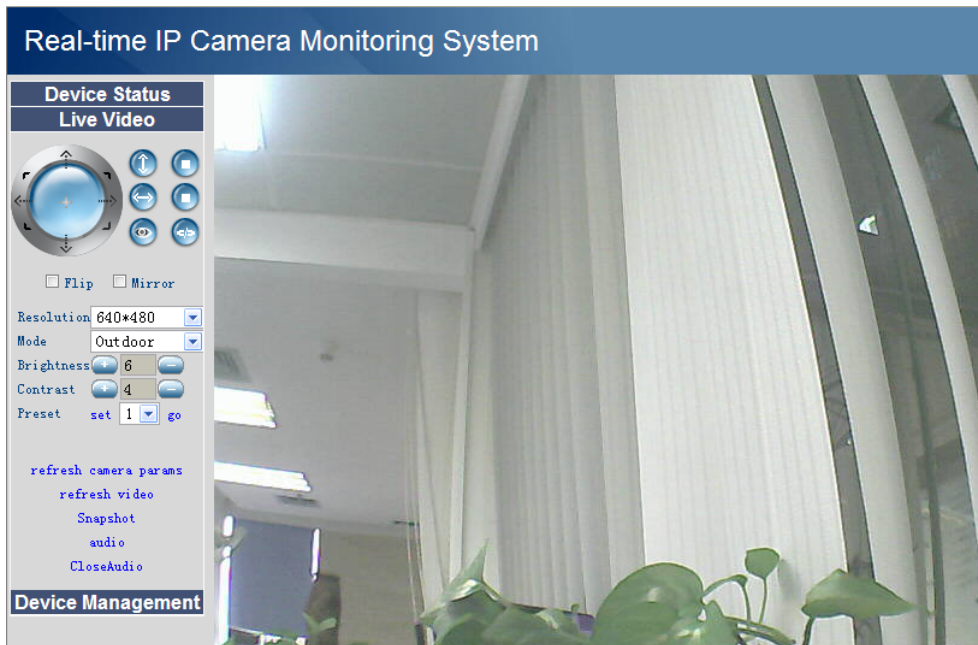 Real-time IP Camera Monitoring System
Device Status
Live Video
Flip Mirror
Resolution 640*480
Mode Outdoor
Brightness + 6 -
Contrast + 4 -
Preset set 1 go
refresh camera params
refresh video
Snapshot
audio
CloseAudio
Device Management